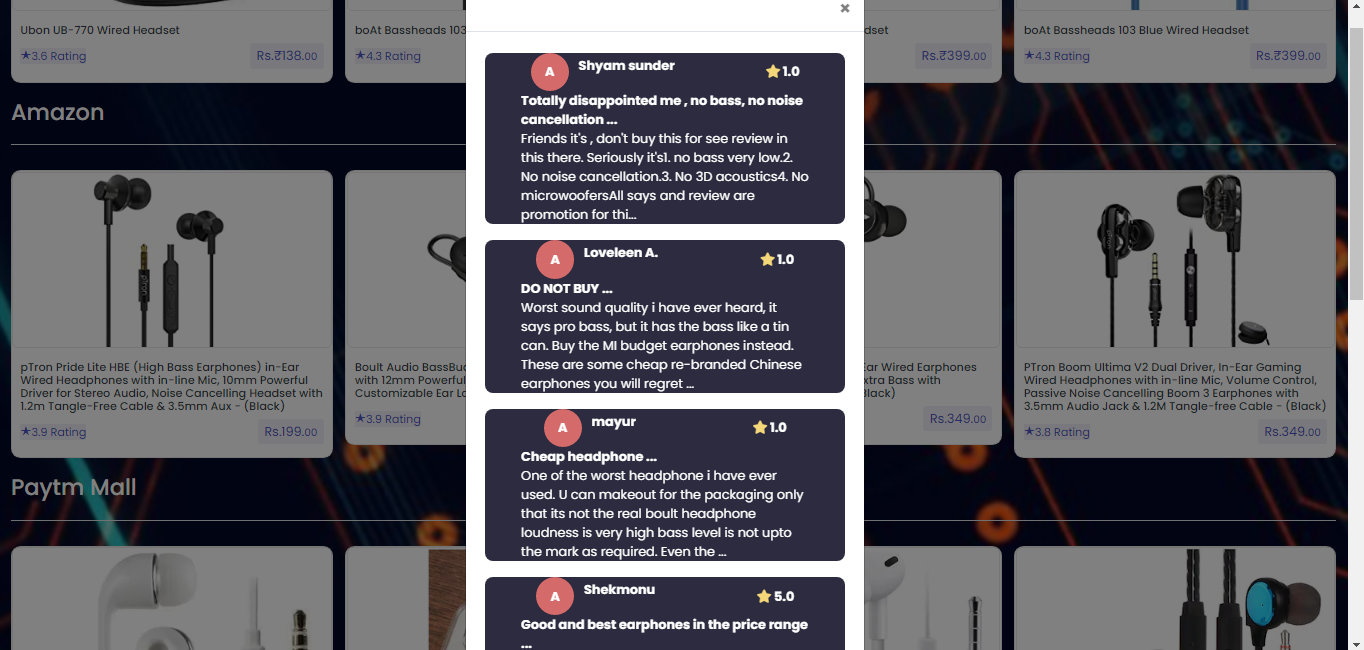 ×
Ubon UB-770 Wired Headset
★3.6 Rating
Rs.₹138.00
boAt Bassheads 103
★4.3 Rating
dset
Rs.₹399.00
boAt Bassheads 103 Blue Wired Headset
★4.3 Rating
Rs.₹399.00
Amazon
pTron Pride Lite HBE (High Bass Earphones) in-Ear
Wired Headphones with in-line Mic, 10mm Powerful
Driver for Stereo Audio, Noise Cancelling Headset with
1.2m Tangle-Free Cable & 3.5mm Aux - (Black)
★3.9 Rating
Rs.199.00
Boult Audio BassBu
with 12mm Powerfu
Customizable Ear Lo
★3.9 Rating
Ear Wired Earphones
xtra Bass with
lack)
Rs.349.00
PTron Boom Ultima V2 Dual Driver, In-Ear Gaming
Wired Headphones with in-line Mic, Volume Control,
Passive Noise Cancelling Boom 3 Earphones with
3.5mm Audio Jack & 1.2M Tangle-free Cable - (Black)
★3.8 Rating
Rs.349.00
Paytm Mall
A
Shyam sunder
1.0
Totally disappointed me , no bass, no noise
cancellation ...
Friends it's , don't buy this for see review in
this there. Seriously it's1. no bass very low.2.
No noise cancellation.3. No 3D acoustics4. No
microwoofersAll says and review are
promotion for thi...
A
Loveleen A.
1.0
DO NOT BUY ...
Worst sound quality i have ever heard, it
says pro bass, but it has the bass like a tin
can. Buy the MI budget earphones instead.
These are some cheap re-branded Chinese
earphones you will regret ...
A
mayur
1.0
Cheap headphone ...
One of the worst headphone i have ever
used. U can makeout for the packaging only
that its not the real boult headphone
loudness is very high bass level is not upto
the mark as required. Even the ...
A
Shekmonu
5.0
Good and best earphones in the price range
...